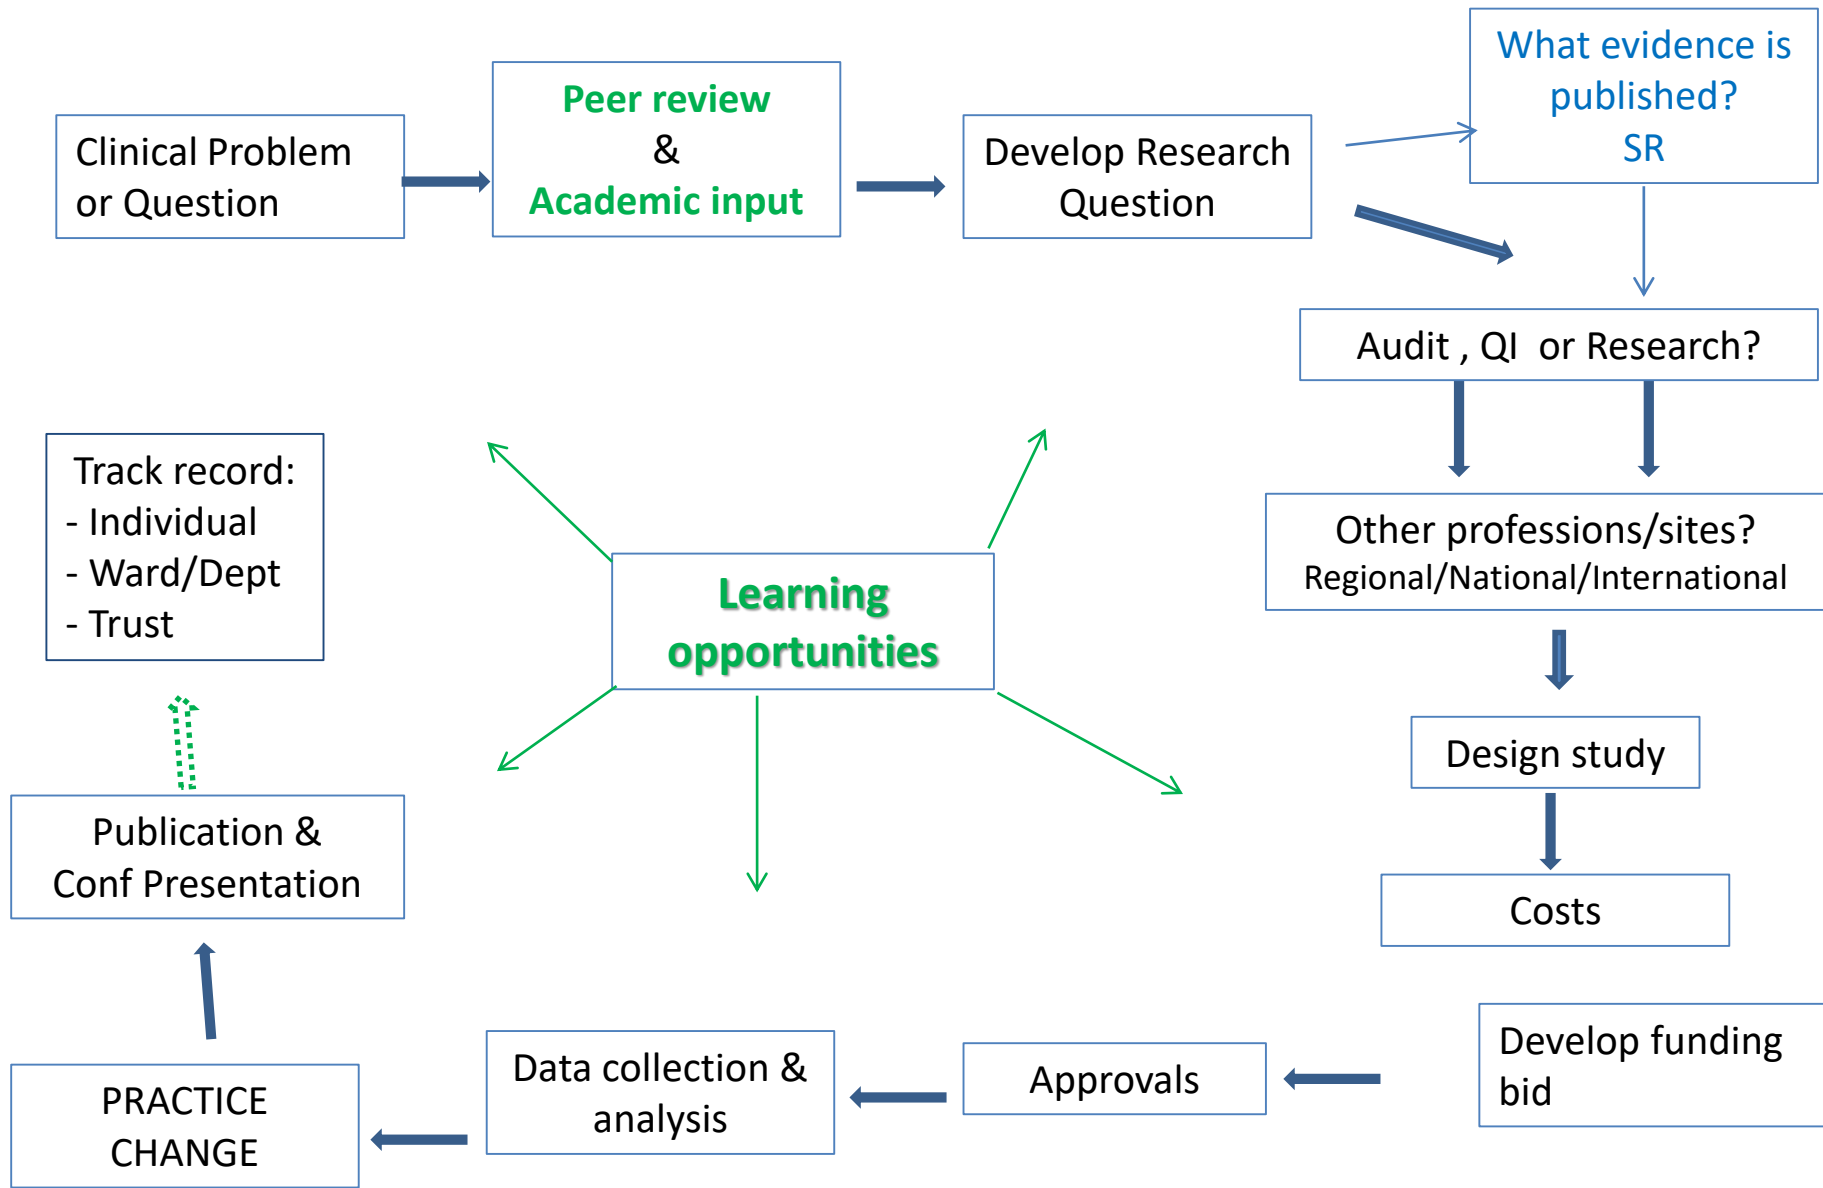 Clinical Problem
or Question
Peer review
&
Academic input
Develop Research
Question
What evidence is
published?
SR
Audit , QI or Research?
Other professions/sites?
Regional/National/International
Design study
Costs
Develop funding
bid
Approvals
Data collection &
analysis
PRACTICE
CHANGE
Publication &
Conf Presentation
Track record:
- Individual
- Ward/Dept
- Trust
Learning
opportunities